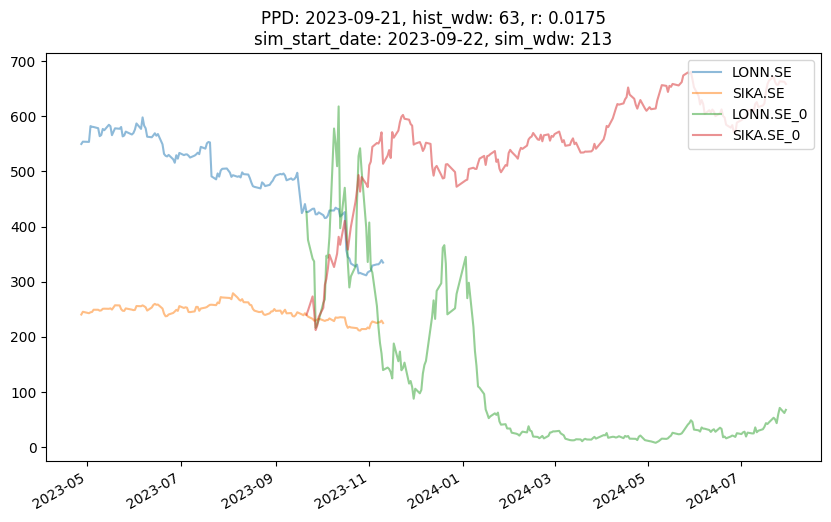 PPD: 2023-09-21, hist_wdw: 63, r: 0.0175
sim_start_date: 2023-09-22, sim_wdw: 213
700
600
500
400
300
200
100
0
LONN.SE
SIKA.SE
LONN.SE_0
SIKA.SE_0
2023-05
2023-07
2023-09
2023-11
2024-01
2024-03
2024-05
2024-07